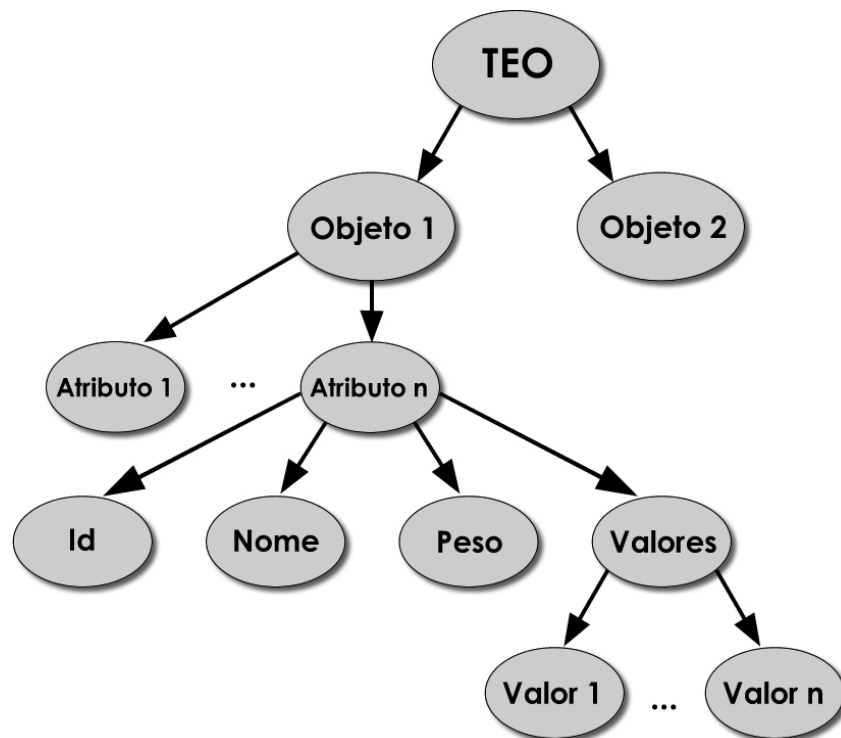 TEO
Objeto 1
Objeto 2
Atributo 1
...
Atributo n
Id
Nome
Peso
Valores
Valor 1
...
Valor n